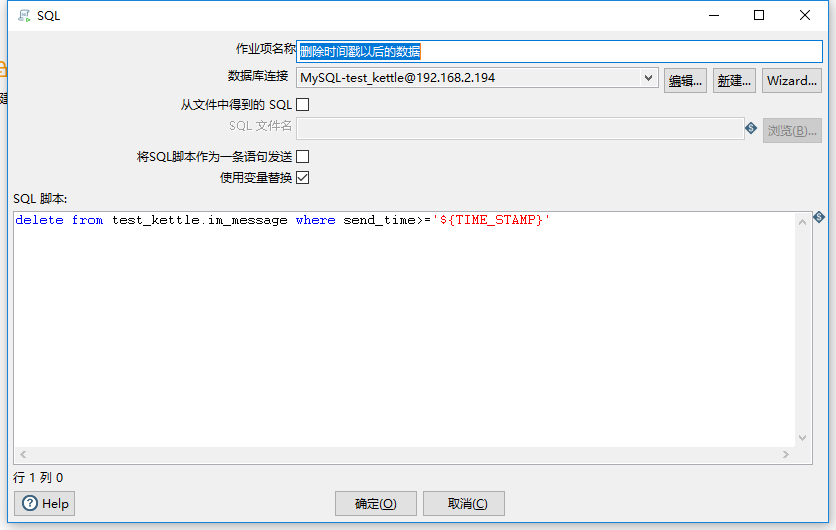 SQL
作业项名称 删除时间戳以后的数据
数据库连接 MySQL-test_kettle@192.168.2.194 编辑... 新建... Wizard...
从文件中得到的 SQL
SQL 文件名 浏览(B)...
将SQL脚本作为一条语句发送
使用变量替换
SQL 脚本:
delete from test_kettle.im_message where send_time>='${TIME_STAMP}'
行 1 列 0
Help 确定(O) 取消(C)